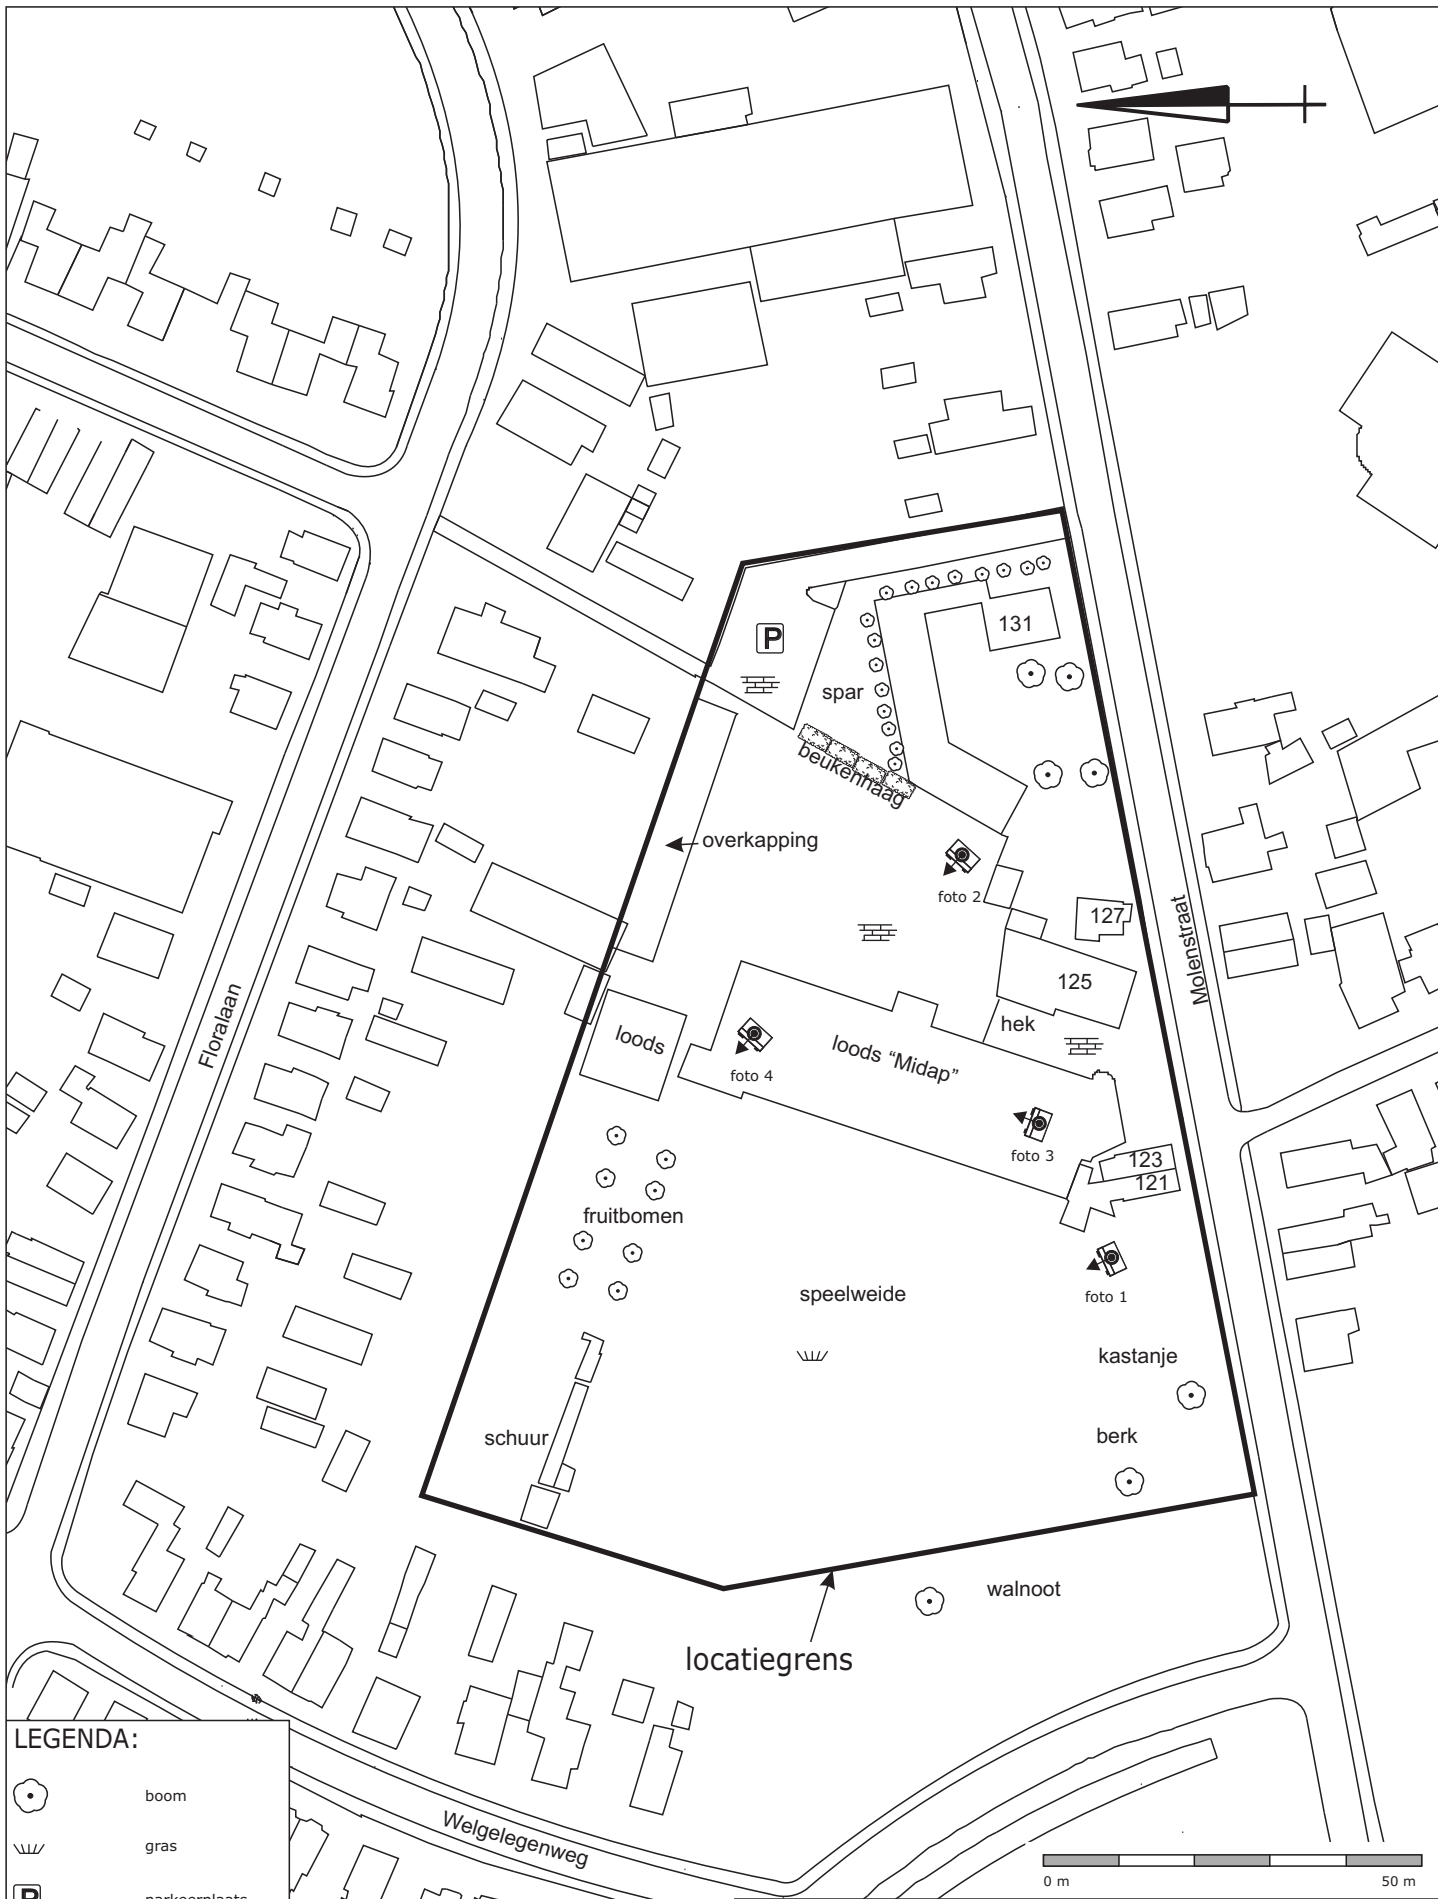 131
P
spar
beukenhaag
overkapping
foto 2
127
Molenstraat
125
Floralaan
hek
loods
loods “Midap”
foto 4
foto 3
123
121
fruitbomen
speelweide
foto 1
kastanje
schuur
berk
walnoot
locatiegrens
LEGENDA:
boom
gras
Welgelegenweg
0 m
50 m
P
parkeerplaats